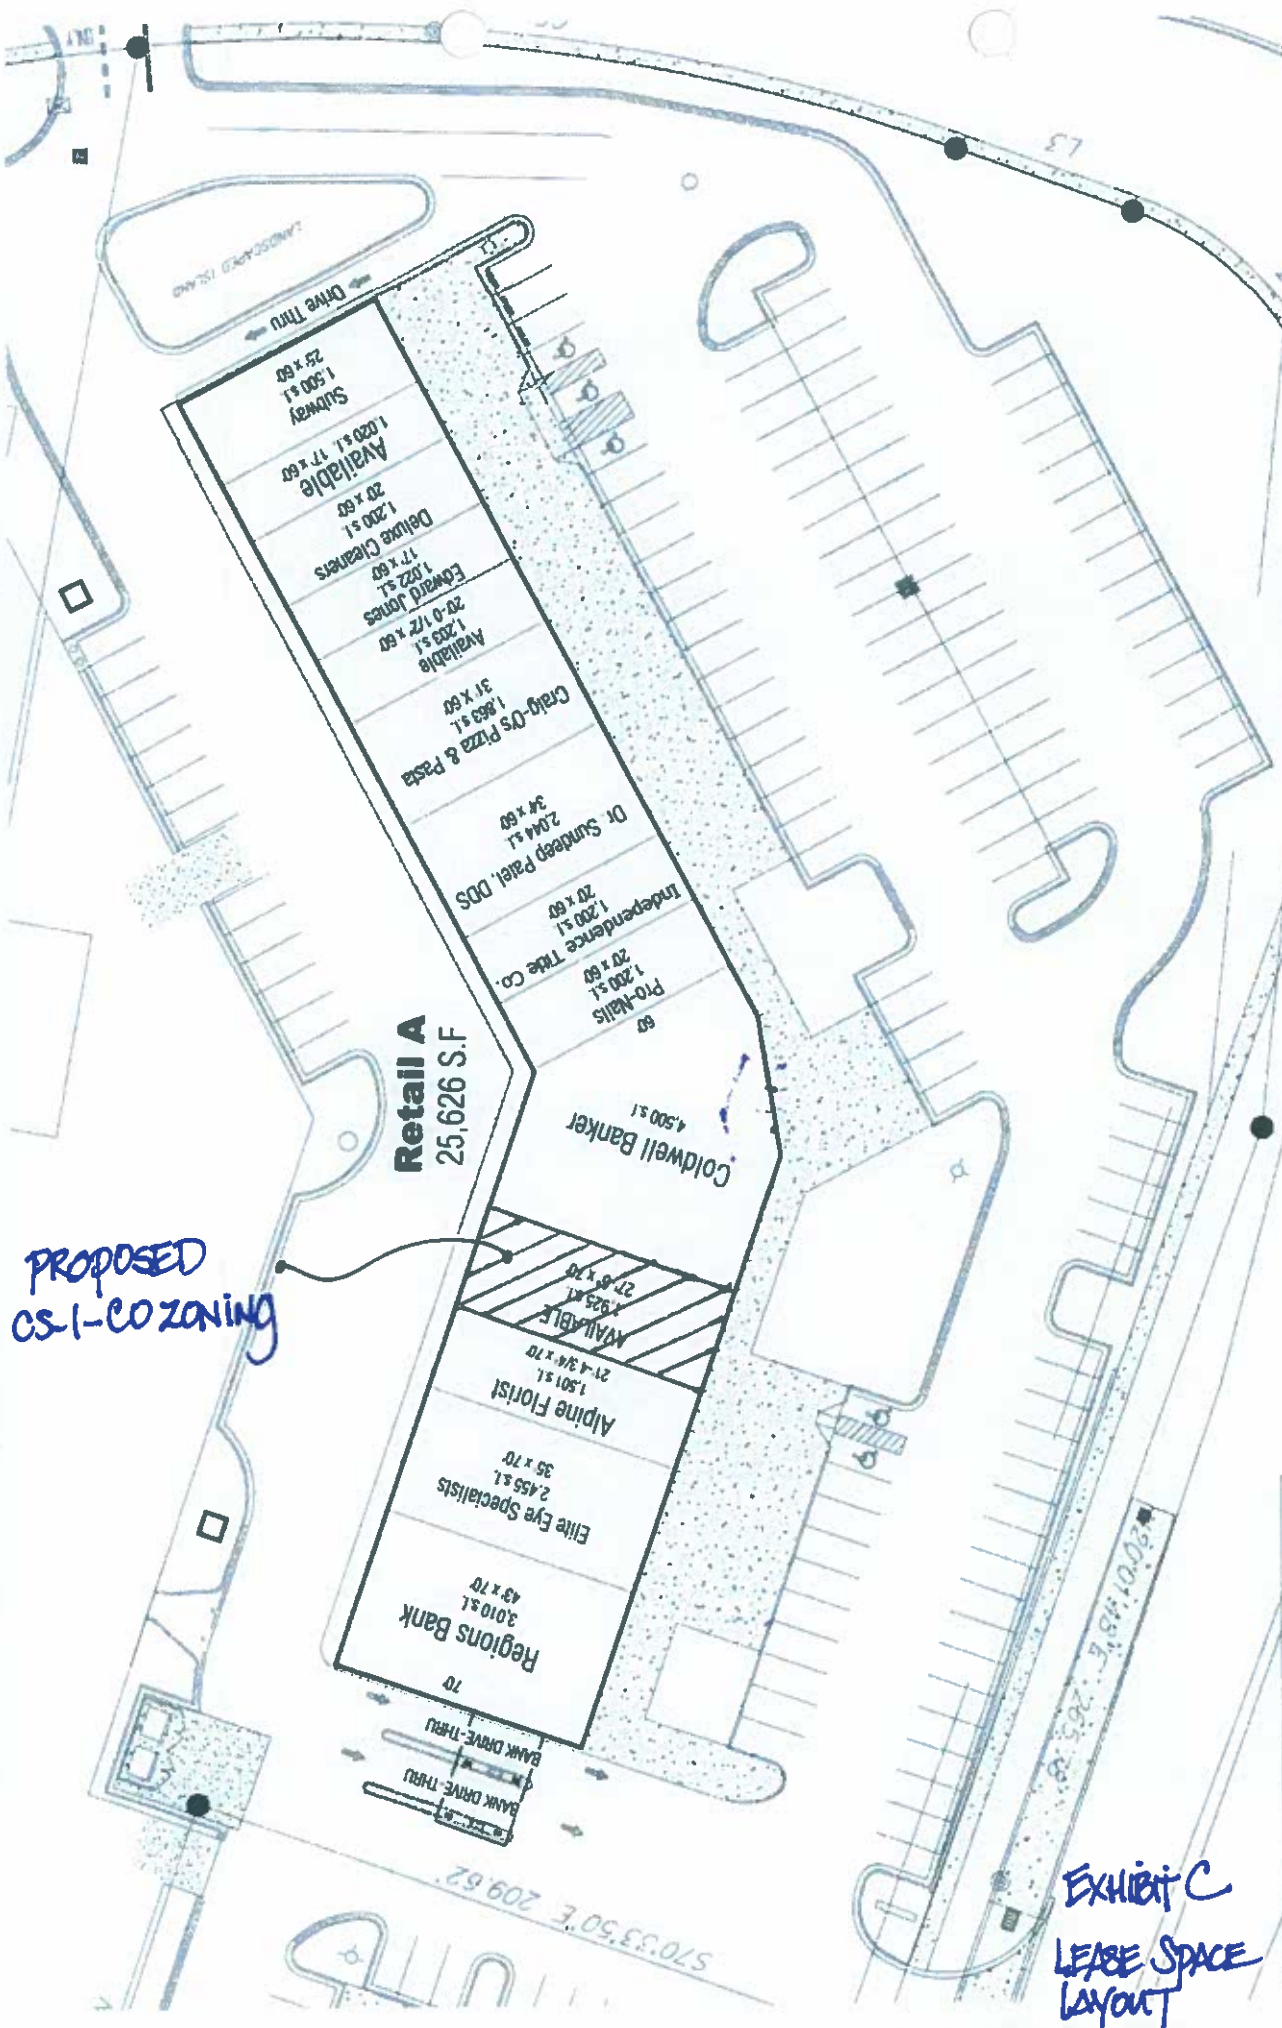 ONLY
L3
LANDSCAPED ISLAND
Drive Thru
Subway
1,500 s.f.
25' x 60'
Available
1,020 s.f. 17' x 60'
Deluxe Cleaners
1,200 s.f.
20' x 60'
Edward Jones
1,022 s.f.
17' x 60'
Available
1,203 s.f.
20'-0 1/2" x 60'
Craig-O's Pizza & Pasta
1,863 s.f.
31' x 60'
Dr. Sundeep Patel, DDS
2,044 s.f.
34' x 60'
Independence Title Co.
1,200 s.f.
20' x 60'
Pro-Nails
1,200 s.f.
20' x 60'
60'
Retail A
25,626 S.F
Coldwell Banker
4,500 s.f
PROPOSED
CS-1-CO ZONING
AVAILABLE
1,925 s.f.
27'-6" x 70'
Alpine Florist
1,501 s.f.
21'-4 3/4" x 70'
Elite Eye Specialists
2,455 s.f.
35' x 70'
Regions Bank
3,010 s.f.
43' x 70'
70'
BANK DRIVE-THRU
BANK DRIVE-THRU
S70°33'50"E 209.62'
EXHIBIT C
LEASE SPACE
LAYOUT